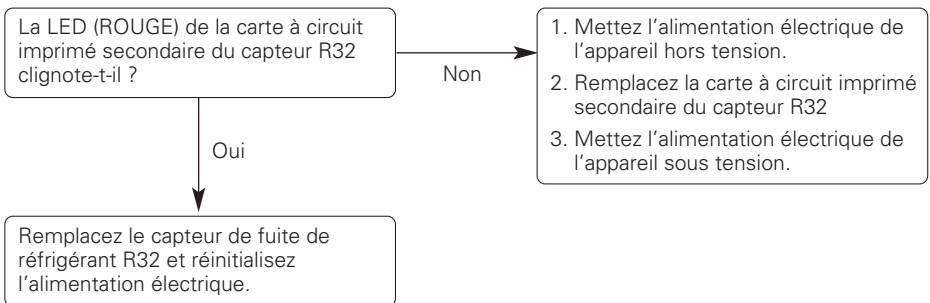 La LED (ROUGE) de la carte à circuit
imprimé secondaire du capteur R32
clignote-t-il ?
Non
1. Mettez l’alimentation électrique de
l’appareil hors tension.
2. Remplacez la carte à circuit imprimé
secondaire du capteur R32
3. Mettez l’alimentation électrique de
l’appareil sous tension.
Oui
Remplacez le capteur de fuite de
réfrigérant R32 et réinitialisez
l’alimentation électrique.